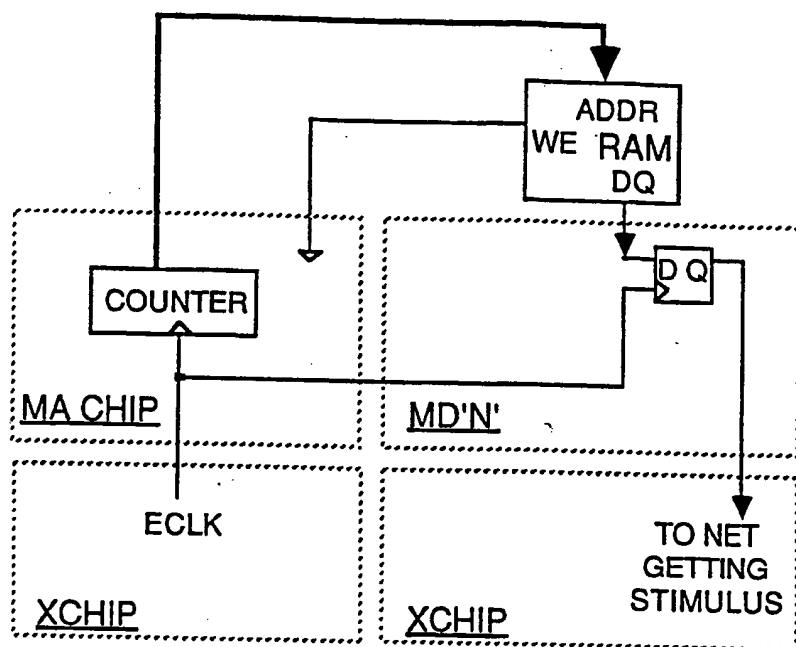 ADDR
WE RAM
DQ
D Q
COUNTER
MA CHIP
MD'N'
ECLK
TO NET
GETTING
STIMULUS
XCHIP
XCHIP